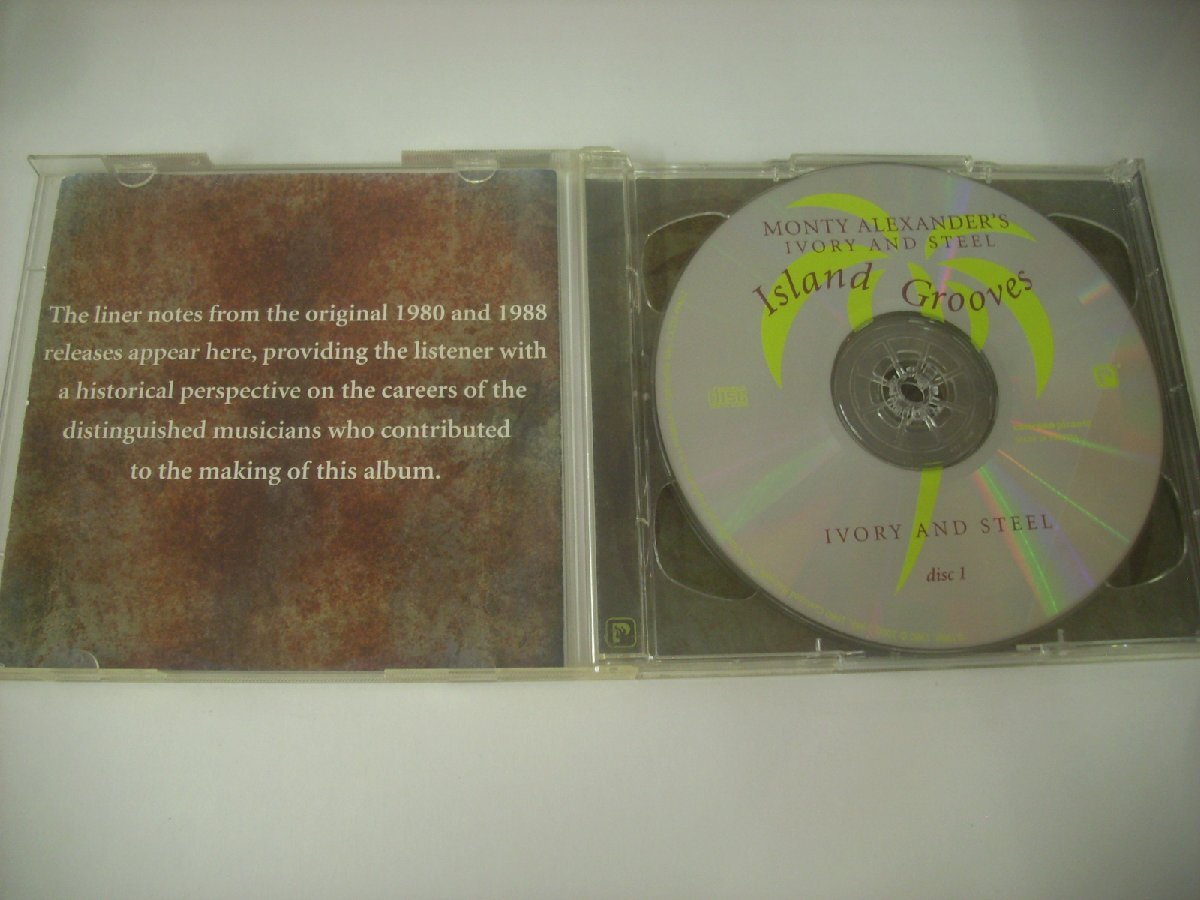 The liner notes from the original 1980 and 1988
releases appear here, providing the listener with
a historical perspective on the careers of the
distinguished musicians who contributed
to the making of this album.
MONTY ALEXANDER'S
IVORY AND STEEL
Island Grooves
IVORY AND STEEL
disc 1